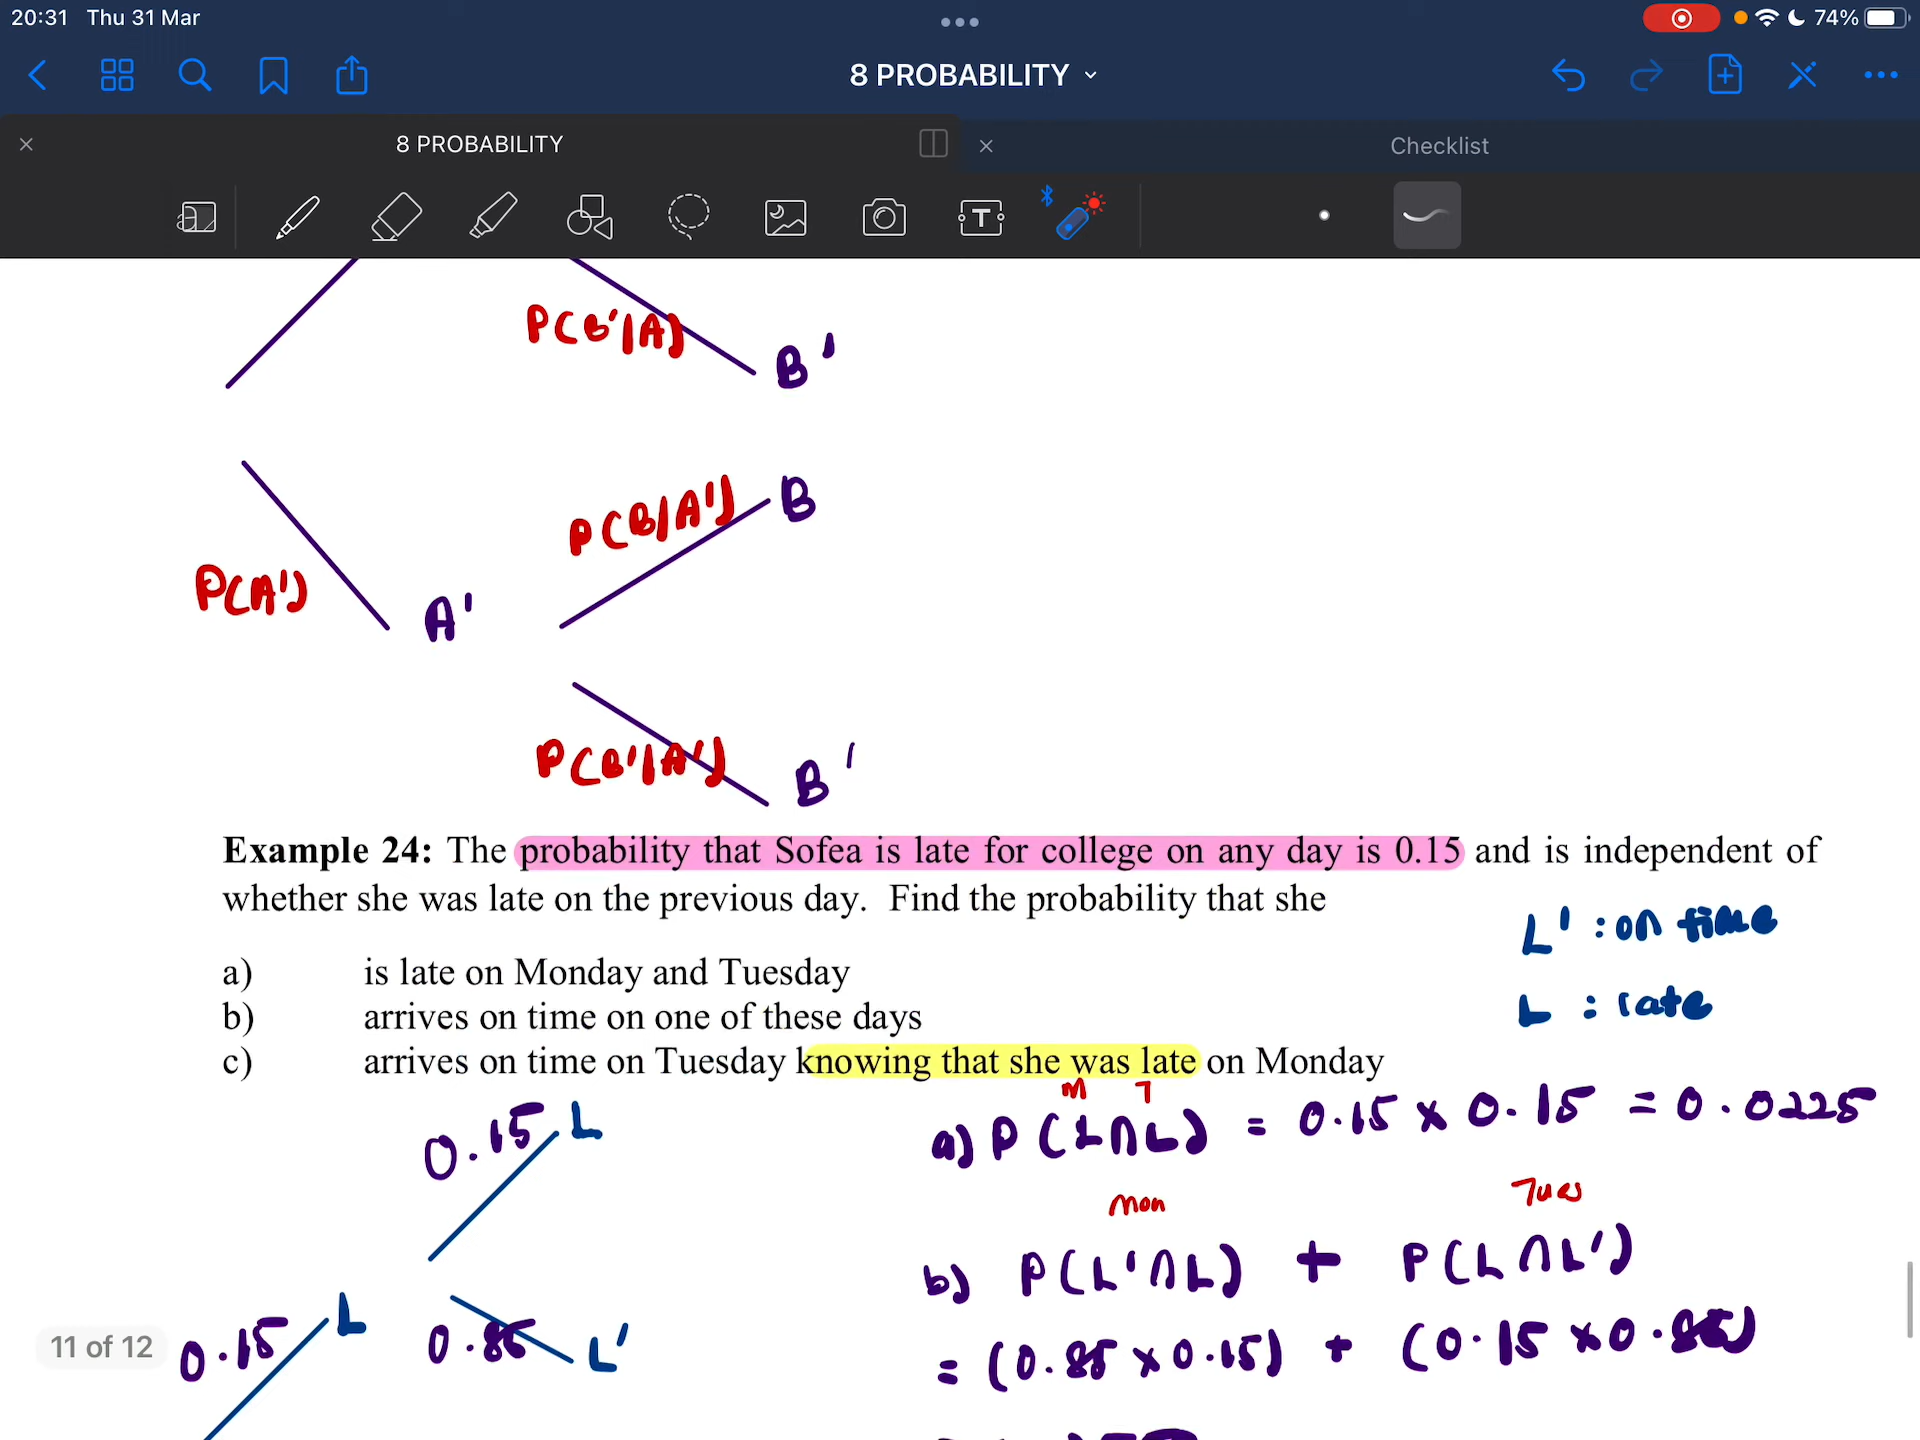 20:31 Thu 31 Mar
74%
8 PROBABILITY
8 PROBABILITY
Checklist
P(B'|A)
B'
P(B|A')
B
P(A')
A'
P(B'|A')
B'
Example 24: The probability that Sofea is late for college on any day is 0.15 and is independent of
whether she was late on the previous day. Find the probability that she
L' : on time
a) is late on Monday and Tuesday
L : late
b) arrives on time on one of these days
c) arrives on time on Tuesday knowing that she was late on Monday
M T
0.15 L
a) P(L∩L) = 0.15 × 0.15 = 0.0225
Mon Tues
b) P(L'∩L) + P(L∩L')
0.15 L
0.85 L'
= (0.85 × 0.15) + (0.15 × 0.85)
11 of 12